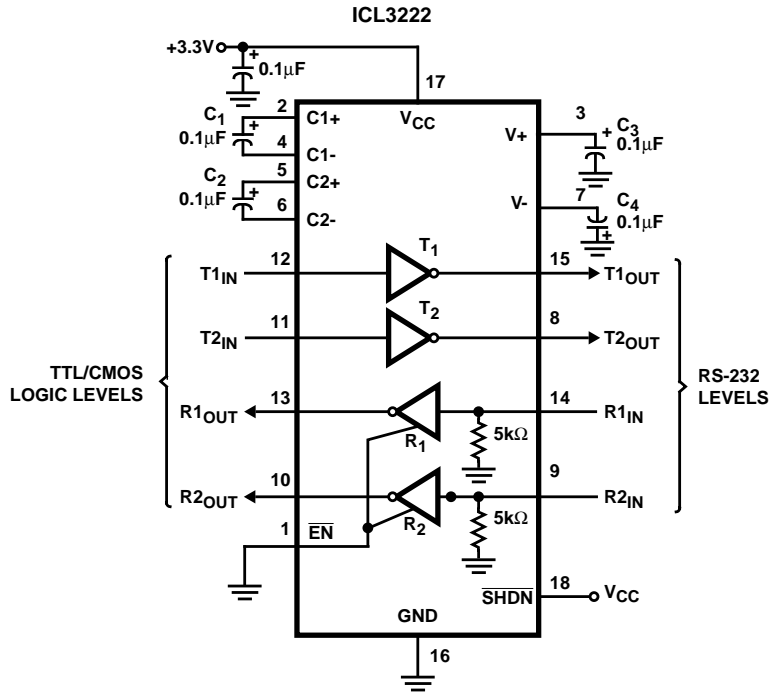 ICL3222
+3.3V
+
0.1μF
17
C1
0.1μF
+
2
C1+
VCC
4
C1-
V+
3
+
C3
0.1μF
C2
0.1μF
+
5
C2+
6
C2-
V-
7
C4
0.1μF
+
T1IN
12
T1
15
T1OUT
T2IN
11
T2
8
T2OUT
TTL/CMOS
LOGIC LEVELS
RS-232
LEVELS
R1OUT
13
R1
5kΩ
14
R1IN
R2OUT
10
R2
5kΩ
9
R2IN
1
EN
SHDN
18
VCC
GND
16